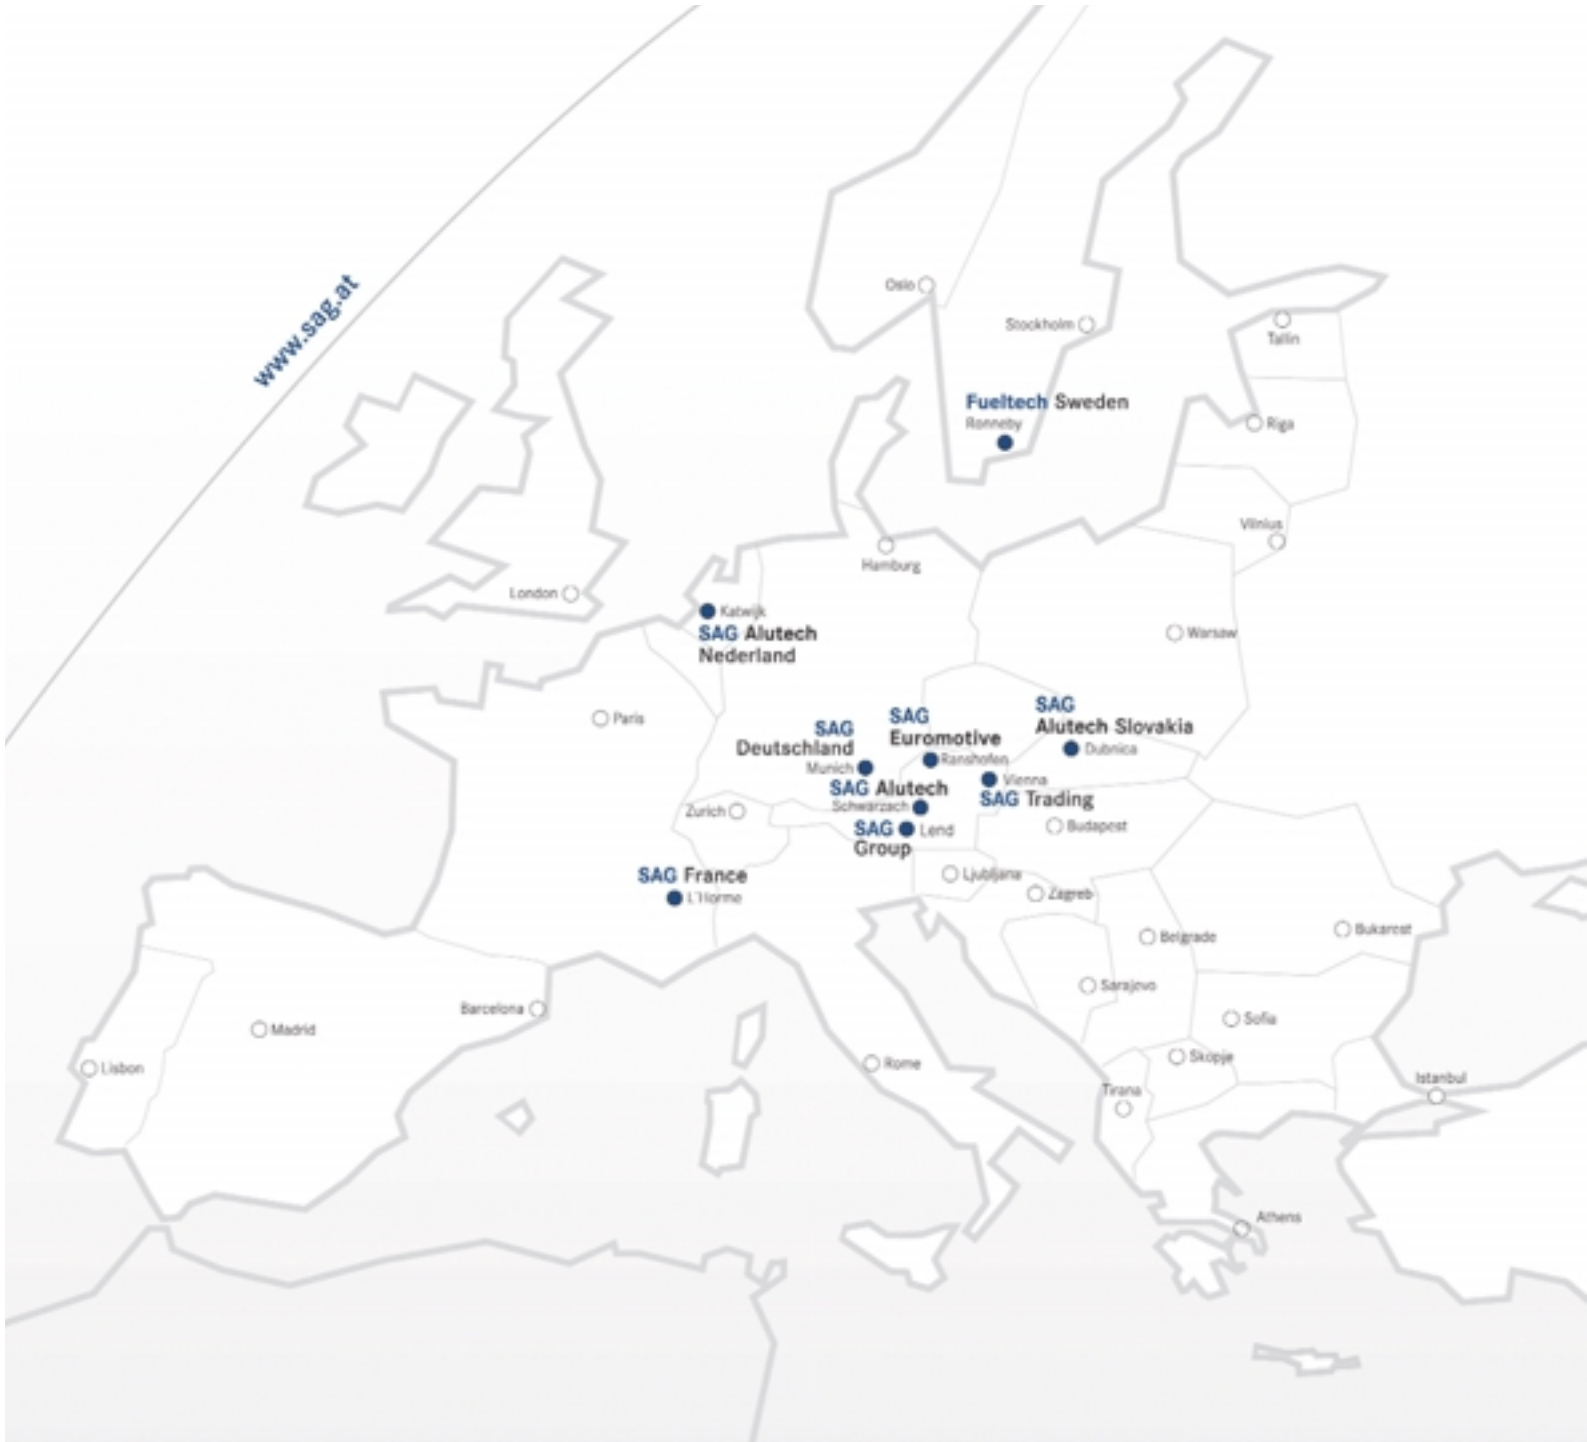 www.sag.at
Oslo
Stockholm
Tallin
Fueltech Sweden
Ronneby
Riga
Vilnius
Hamburg
London
Katwijk
SAG Alutech
Nederland
Warsaw
Paris
SAG
Deutschland
Munich
SAG
Euromotive
Ranshofen
SAG
Alutech Slovakia
Dubnica
Vienna
SAG Trading
SAG Alutech
Schwarzach
Zurich
SAG
Group
Lend
Budapest
SAG France
L'Horme
Ljubljana
Zagreb
Belgrade
Bukarest
Sarajevo
Barcelona
Madrid
Sofia
Lisbon
Rome
Skopje
Tirana
Istanbul
Athens